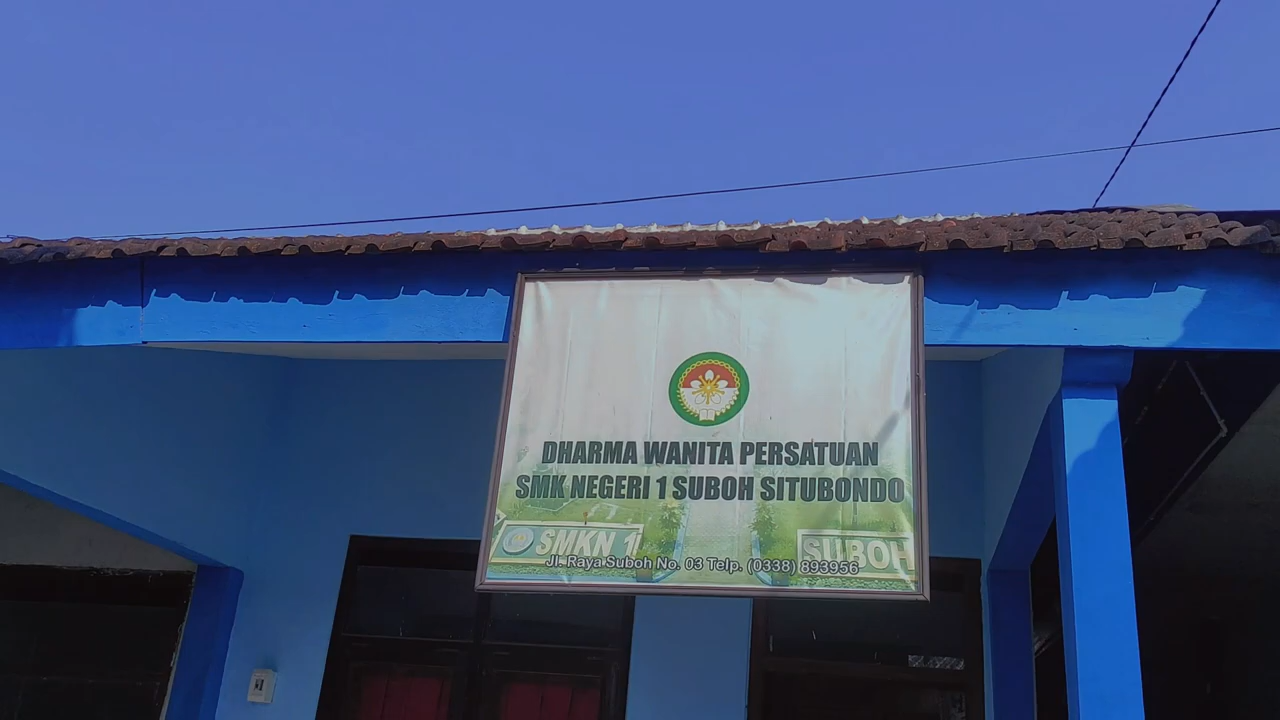 DHARMA WANITA PERSATUAN
SMK NEGERI 1 SUBOH SITUBONDO
SMKN 1 SUBOH
Jl. Raya Suboh No. 03 Telp. (0338) 893956